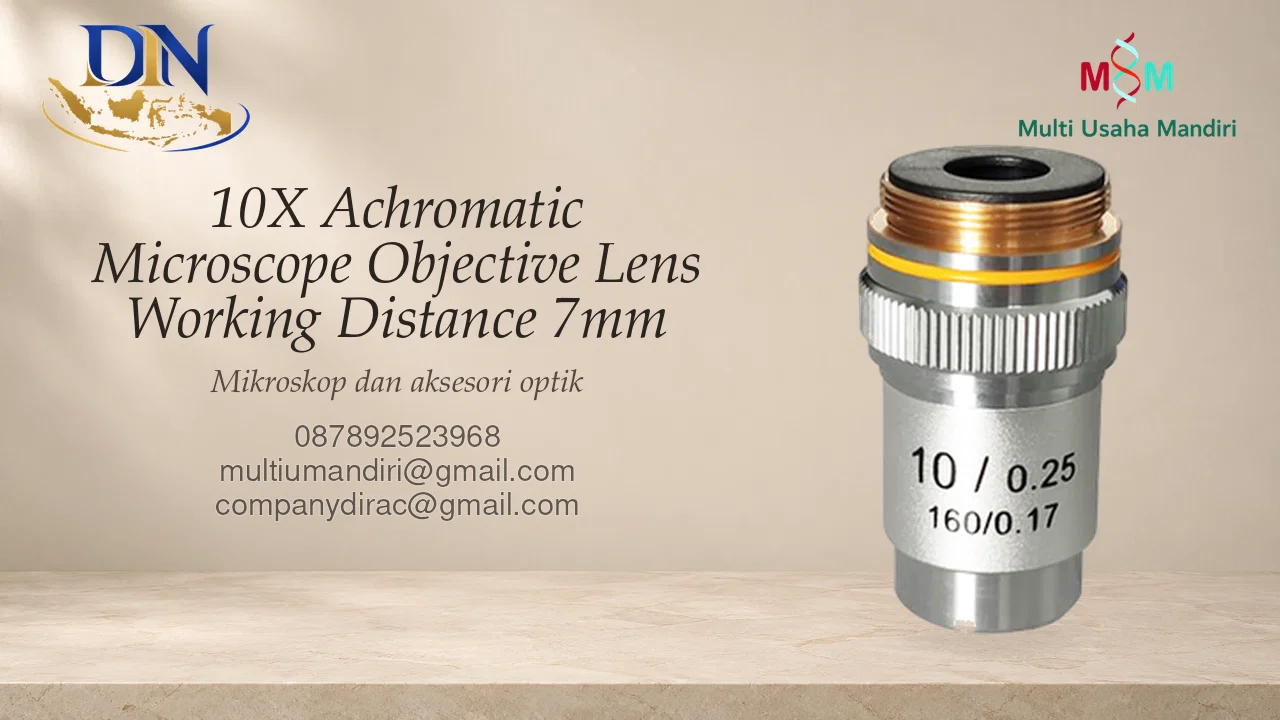 DIN
M M
Multi Usaha Mandiri
10X Achromatic
Microscope Objective Lens
Working Distance 7mm
Mikroskop dan aksesori optik
087892523968
multiumandiri@gmail.com
companydirac@gmail.com
10 / 0.25
160/0.17